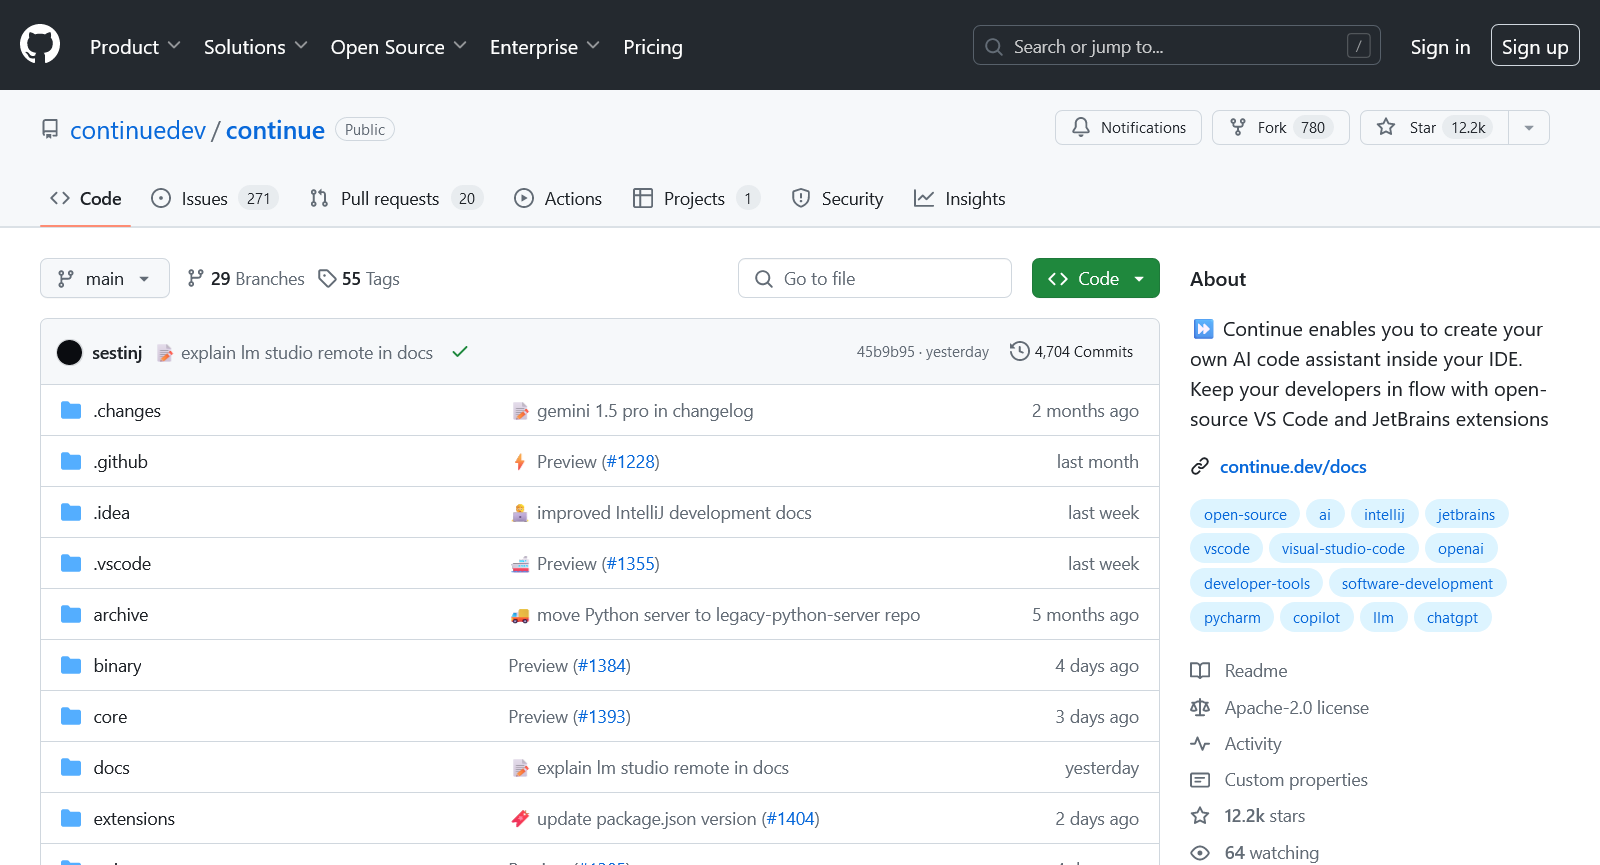 Product Solutions Open Source Enterprise Pricing Search or jump to... / Sign in Sign up
continuedev / continue Public Notifications Fork 780 Star 12.2k
Code Issues 271 Pull requests 20 Actions Projects 1 Security Insights
main 29 Branches 55 Tags Go to file Code
sestinj explain lm studio remote in docs 45b9b95 · yesterday 4,704 Commits
.changes gemini 1.5 pro in changelog 2 months ago
.github Preview (#1228) last month
.idea improved IntelliJ development docs last week
.vscode Preview (#1355) last week
archive move Python server to legacy-python-server repo 5 months ago
binary Preview (#1384) 4 days ago
core Preview (#1393) 3 days ago
docs explain lm studio remote in docs yesterday
extensions update package.json version (#1404) 2 days ago
About
Continue enables you to create your
own AI code assistant inside your IDE.
Keep your developers in flow with open-
source VS Code and JetBrains extensions
continue.dev/docs
open-source ai intellij jetbrains
vscode visual-studio-code openai
developer-tools software-development
pycharm copilot llm chatgpt
Readme
Apache-2.0 license
Activity
Custom properties
12.2k stars
64 watching